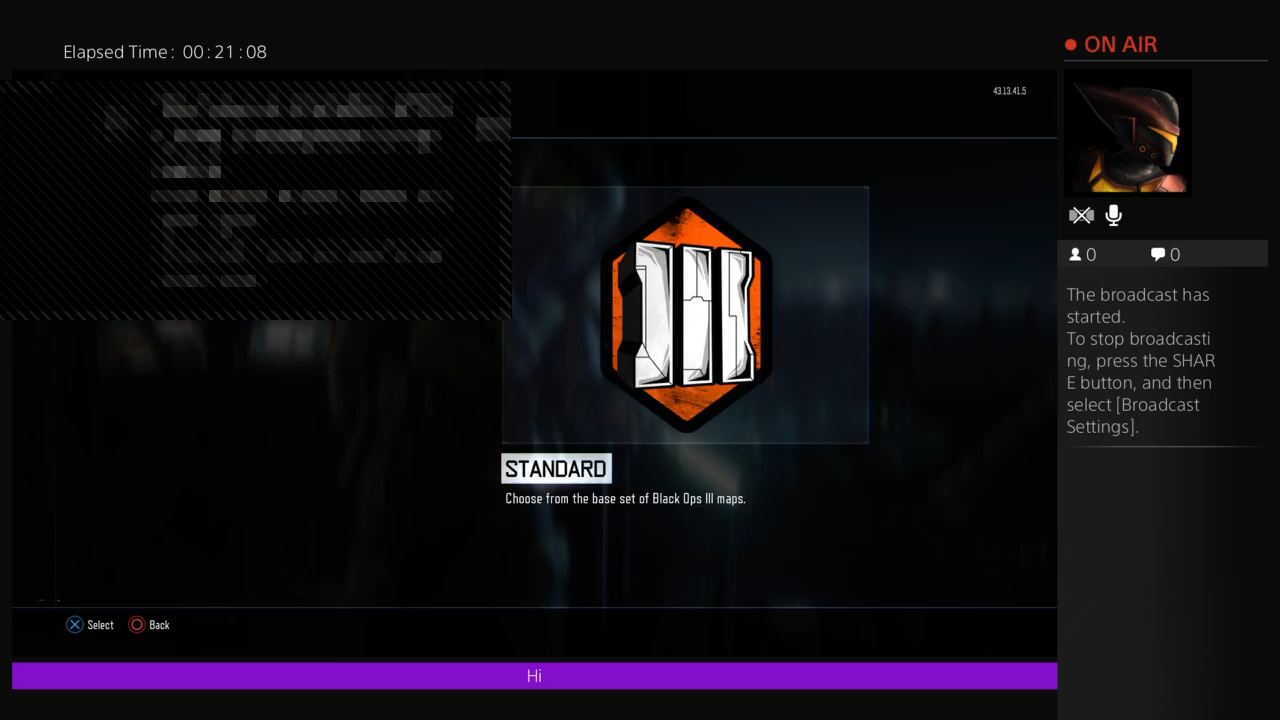 Elapsed Time: 00:21:08
ON AIR
43.13.41.5
0 0
The broadcast has
started.
To stop broadcasti
ng, press the SHAR
E button, and then
select [Broadcast
Settings].
STANDARD
Choose from the base set of Black Ops III maps.
Select Back
Hi